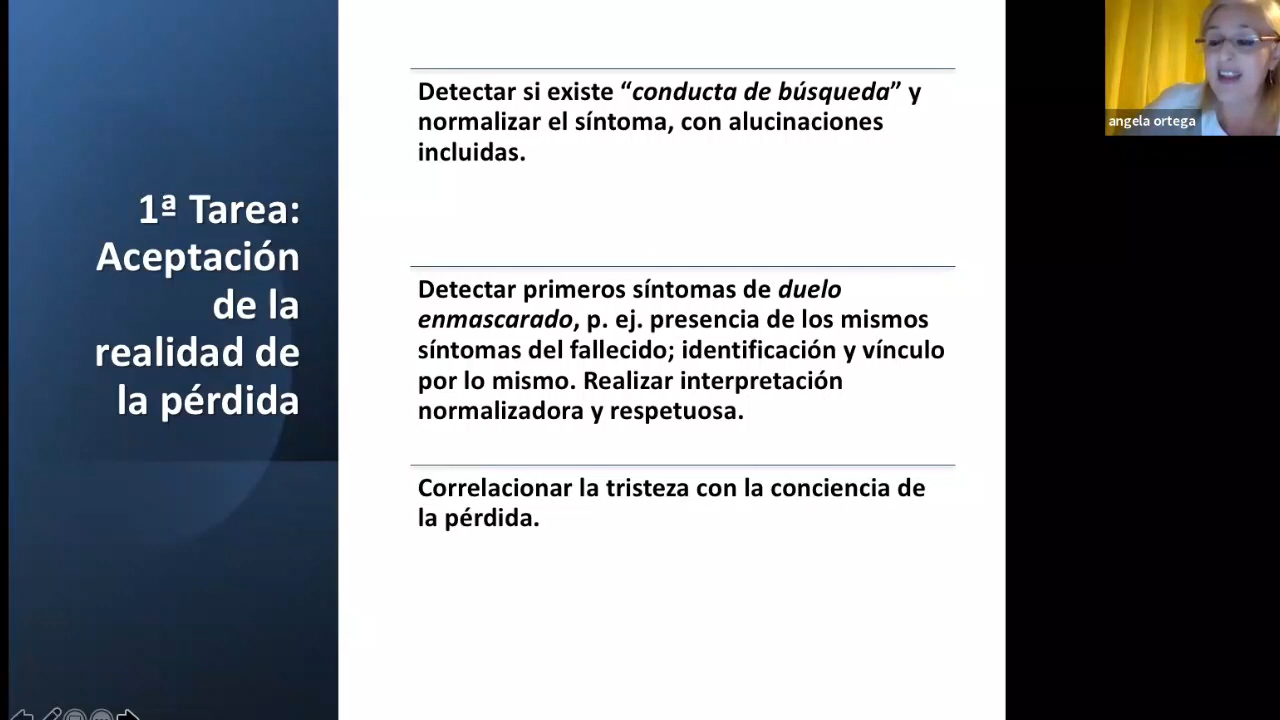 1ª Tarea:
Aceptación
de la
realidad de
la pérdida
Detectar si existe “conducta de búsqueda” y
normalizar el síntoma, con alucinaciones
incluidas.
Detectar primeros síntomas de duelo
enmascarado, p. ej. presencia de los mismos
síntomas del fallecido; identificación y vínculo
por lo mismo. Realizar interpretación
normalizadora y respetuosa.
Correlacionar la tristeza con la conciencia de
la pérdida.
angela ortega